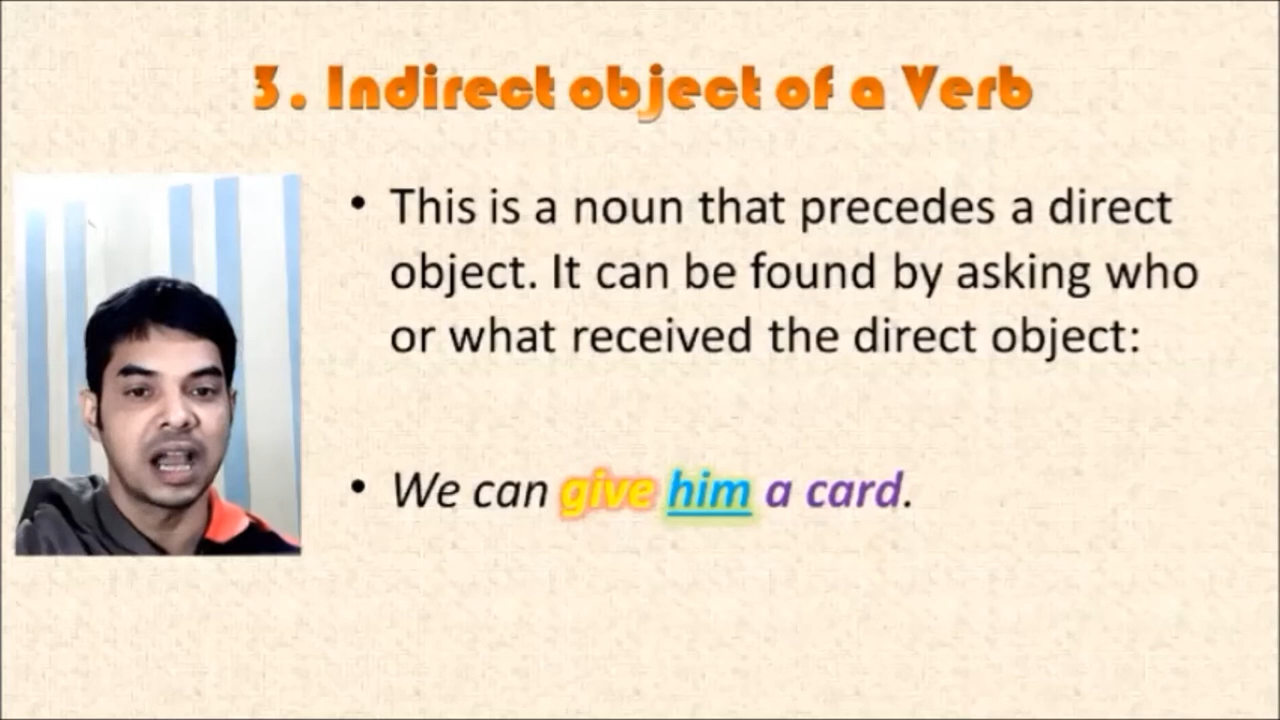 3. Indirect object of a Verb
• This is a noun that precedes a direct
object. It can be found by asking who
or what received the direct object:
• We can give him a card.